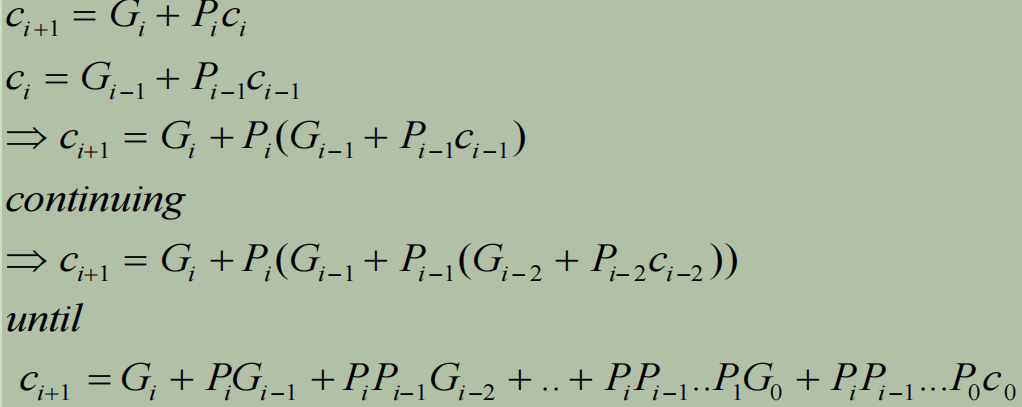 c_{i+1} = G_i + P_i c_i
c_i = G_{i-1} + P_{i-1} c_{i-1}
⇒ c_{i+1} = G_i + P_i(G_{i-1} + P_{i-1} c_{i-1})
continuing
⇒ c_{i+1} = G_i + P_i(G_{i-1} + P_{i-1}(G_{i-2} + P_{i-2} c_{i-2}))
until
c_{i+1} = G_i + P_i G_{i-1} + P_i P_{i-1} G_{i-2} + .. + P_i P_{i-1}..P_1 G_0 + P_i P_{i-1}...P_0 c_0